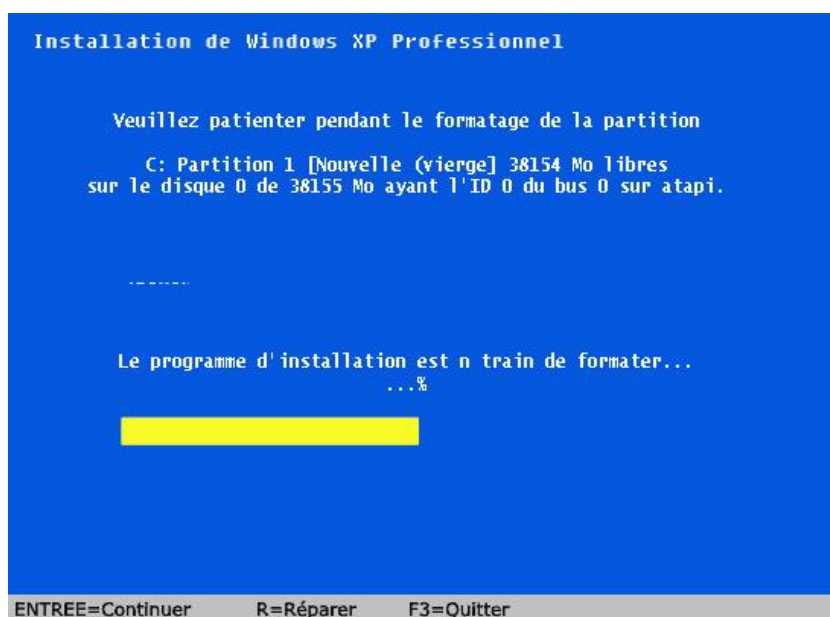 Installation de Windows XP Professionnel
Veuillez patienter pendant le formatage de la partition
C: Partition 1 [Nouvelle (vierge] 38154 Mo libres
sur le disque 0 de 38155 Mo ayant l'ID 0 du bus 0 sur atapi.
Le programme d'installation est n train de formater...
...%
ENTREE=Continuer R=Réparer F3=Quitter